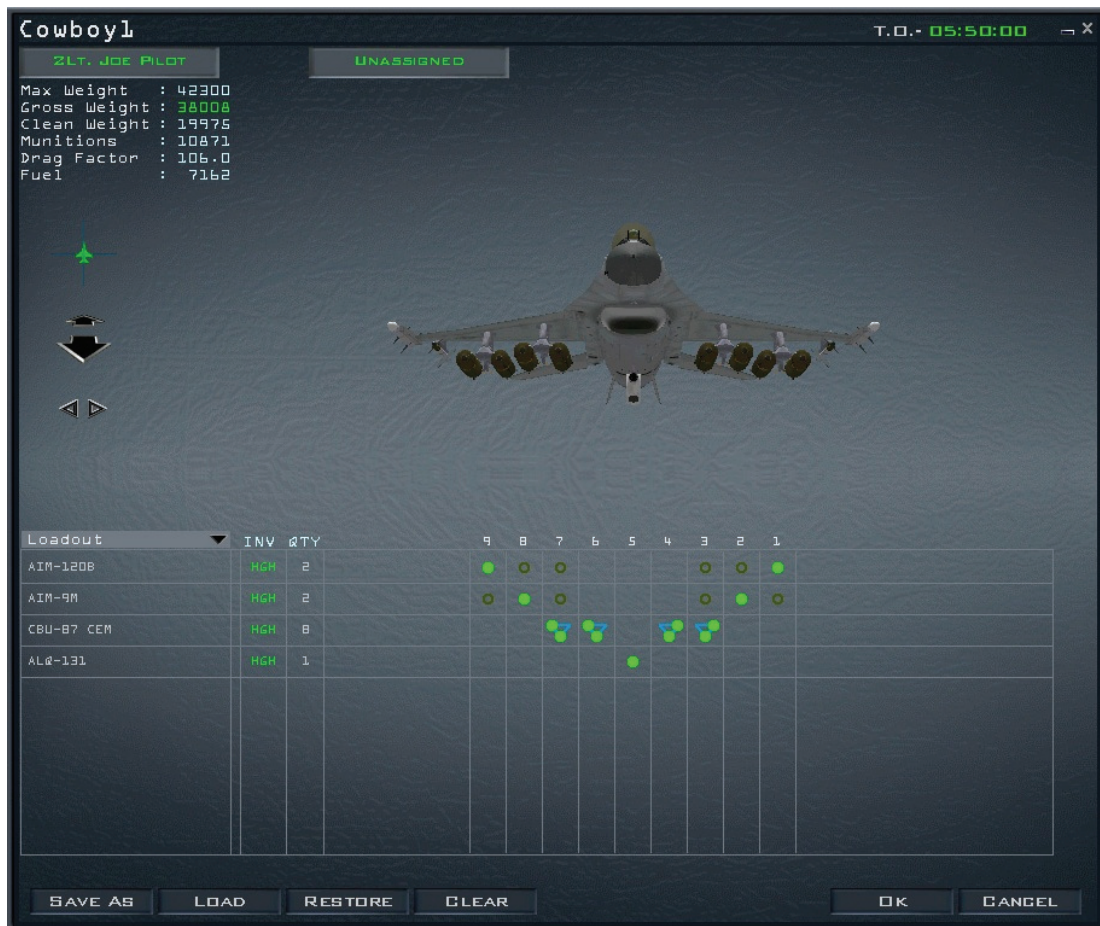 Cowboy1 T.O.- 05:50:00
2LT. JOE PILOT UNASSIGNED
Max Weight : 42300
Gross Weight : 38008
Clean Weight : 19975
Munitions : 10871
Drag Factor : 106.0
Fuel : 7162
Loadout INV QTY 9 8 7 6 5 4 3 2 1
AIM-120B HGH 2
AIM-9M HGH 2
CBU-87 CEM HGH 8
ALQ-131 HGH 1
SAVE AS LOAD RESTORE CLEAR OK CANCEL